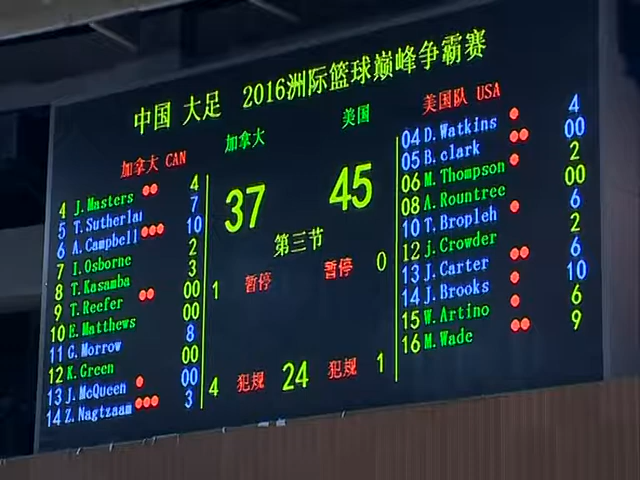 中国 大足 2016洲际篮球巅峰争霸赛
加拿大 CAN
加拿大
美国
美国队 USA
4 J.Masters 4
5 T.Sutherlan 7
6 A.Campbell 10
7 I.Osborne 2
8 T.Kasamba 3
9 T.Reefer 00
10 E.Matthews 00
11 G.Morrow 8
12 K.Green 00
13 J.McQueen 00
14 Z.Nagtzaam 3
37 45
第三节
1 暂停 暂停 0
4 犯规 24 犯规 1
04 D.Watkins 4
05 B.clark 00
06 M.Thompson 2
08 A.Rountree 00
10 T.Bropleh 6
12 j.Crowder 2
13 J.Carter 6
14 J.Brooks 10
15 W.Artino 6
16 M.Wade 9